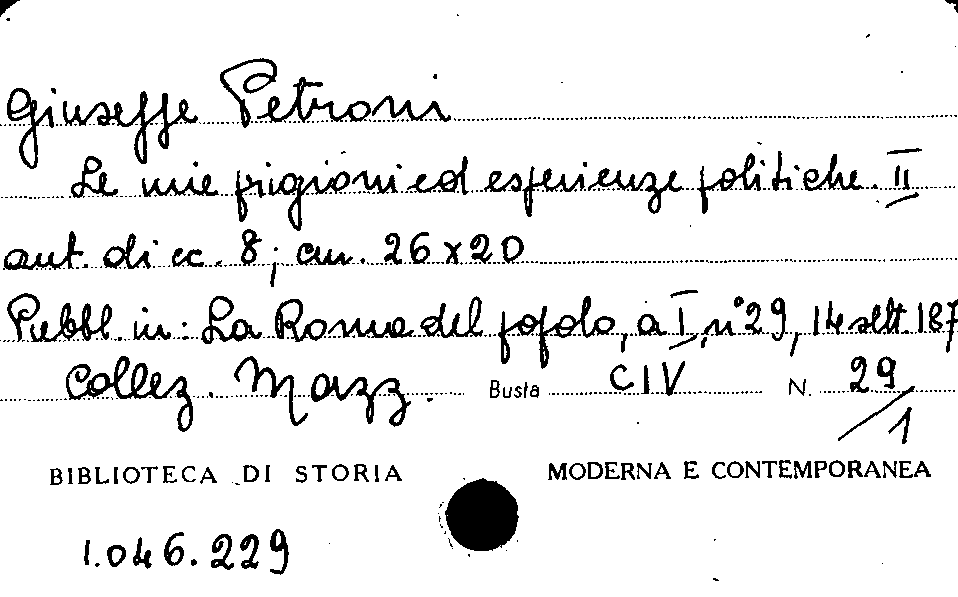 Giuseppe Petroni
Le mie prigioni ed esperienze politiche. II
aut. di cc. 8; cm. 26 x 20
Pubbl. in: La Roma del popolo, a I, n° 29, 14 sett. 187
Collez. Mazz. Busta CIV N. 29/1
BIBLIOTECA DI STORIA MODERNA E CONTEMPORANEA
1.046.229